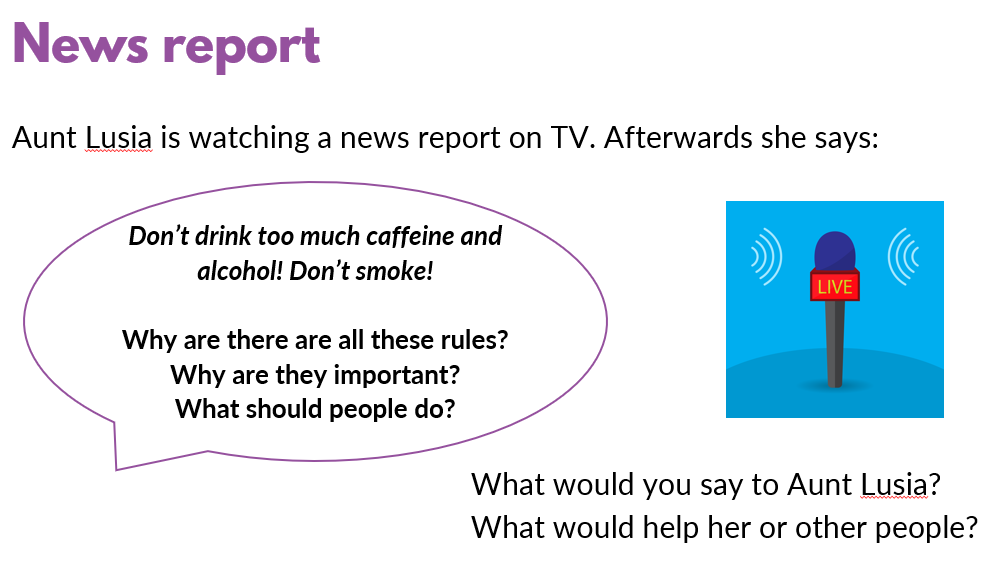 News report
Aunt Lusia is watching a news report on TV. Afterwards she says:
Don’t drink too much caffeine and
alcohol! Don’t smoke!
Why are there are all these rules?
Why are they important?
What should people do?
LIVE
What would you say to Aunt Lusia?
What would help her or other people?